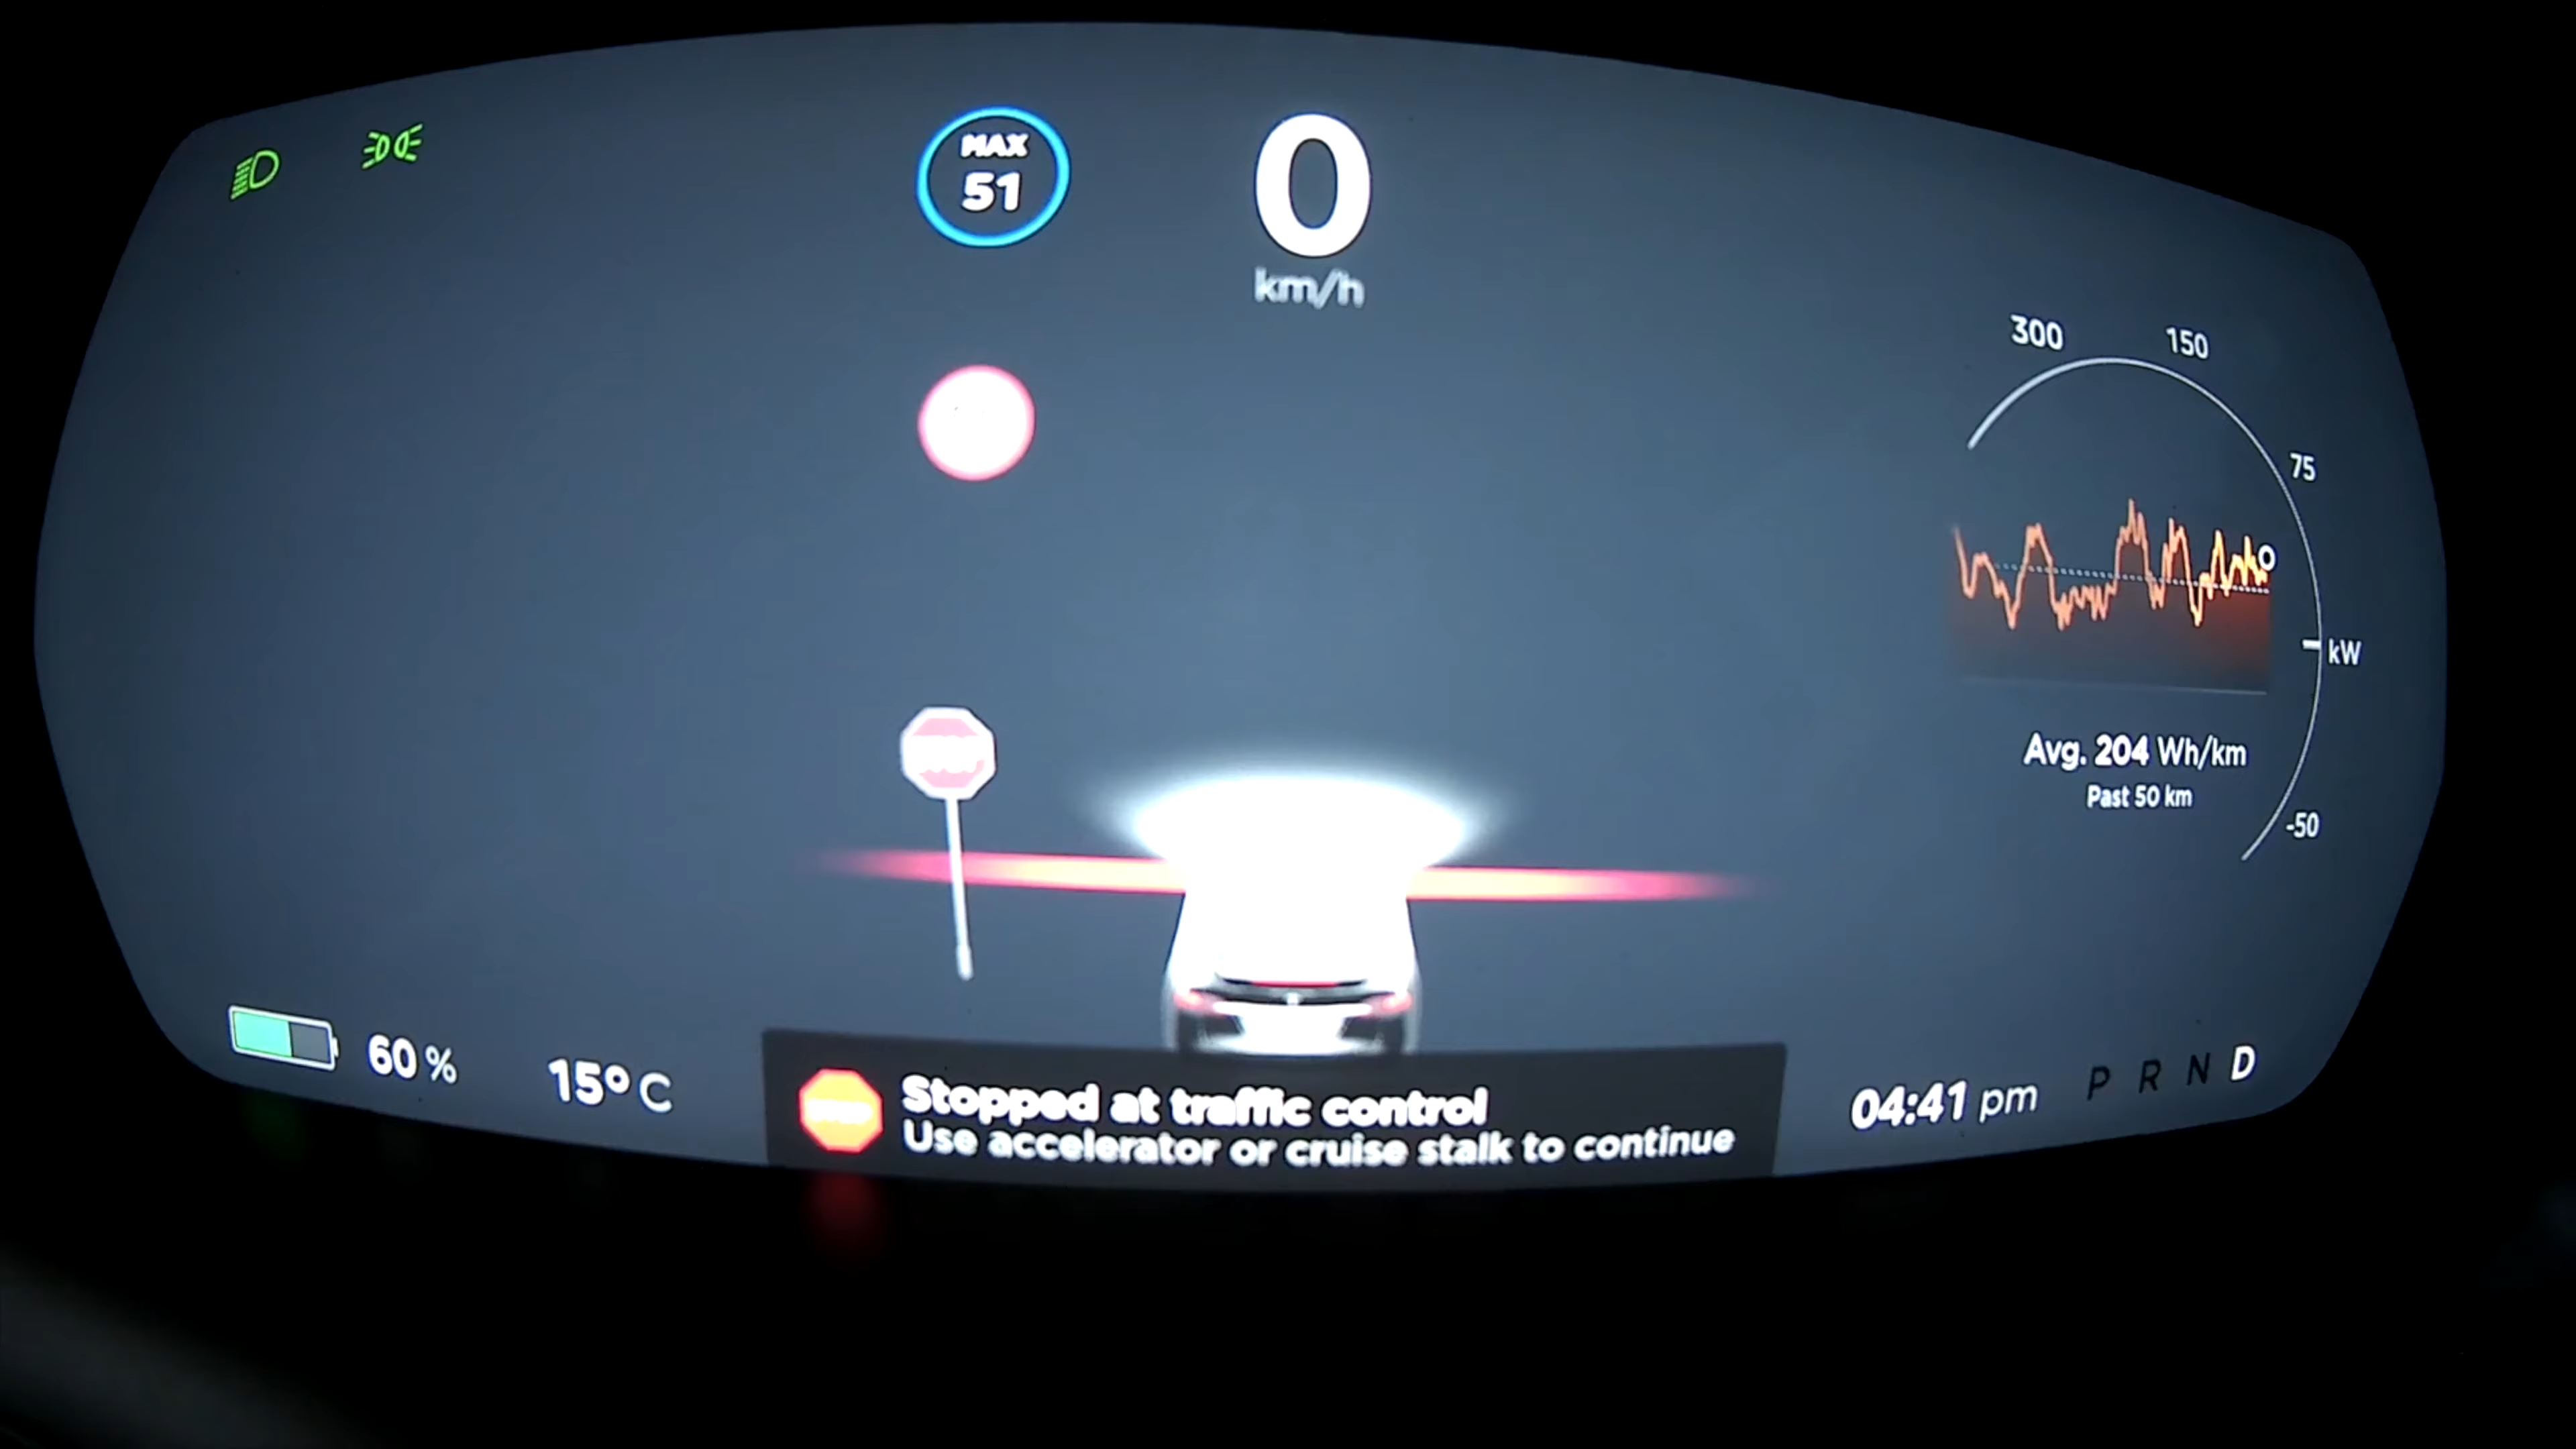 MAX
51
0
km/h
300
150
75
kW
Avg. 204 Wh/km
Past 50 km
-50
60 %
15° C
Stopped at traffic control
Use accelerator or cruise stalk to continue
04:41 pm
P R N D